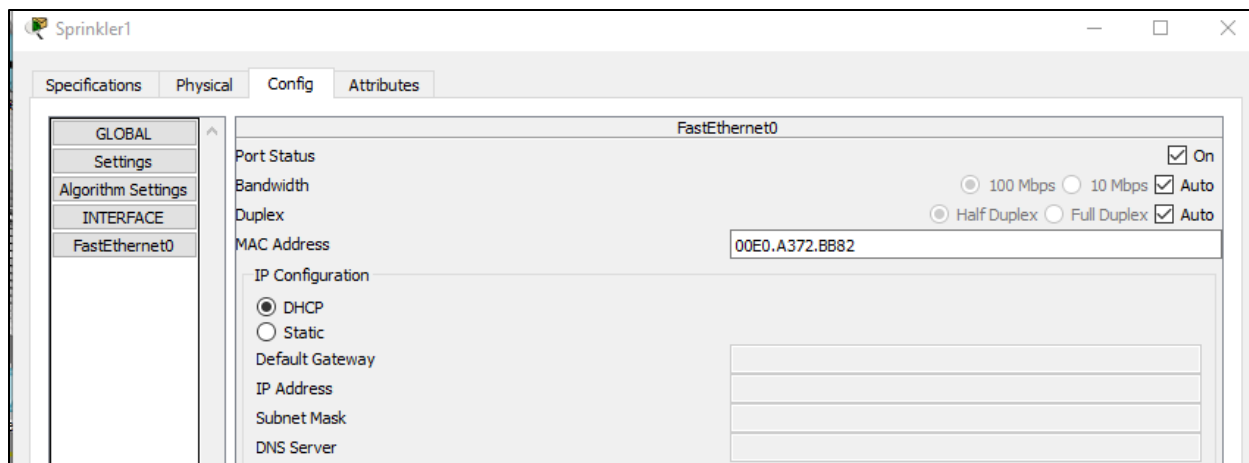 Sprinkler1
Specifications Physical Config Attributes
GLOBAL
Settings
Algorithm Settings
INTERFACE
FastEthernet0
FastEthernet0
Port Status On
Bandwidth 100 Mbps 10 Mbps Auto
Duplex Half Duplex Full Duplex Auto
MAC Address 00E0.A372.BB82
IP Configuration
DHCP
Static
Default Gateway
IP Address
Subnet Mask
DNS Server